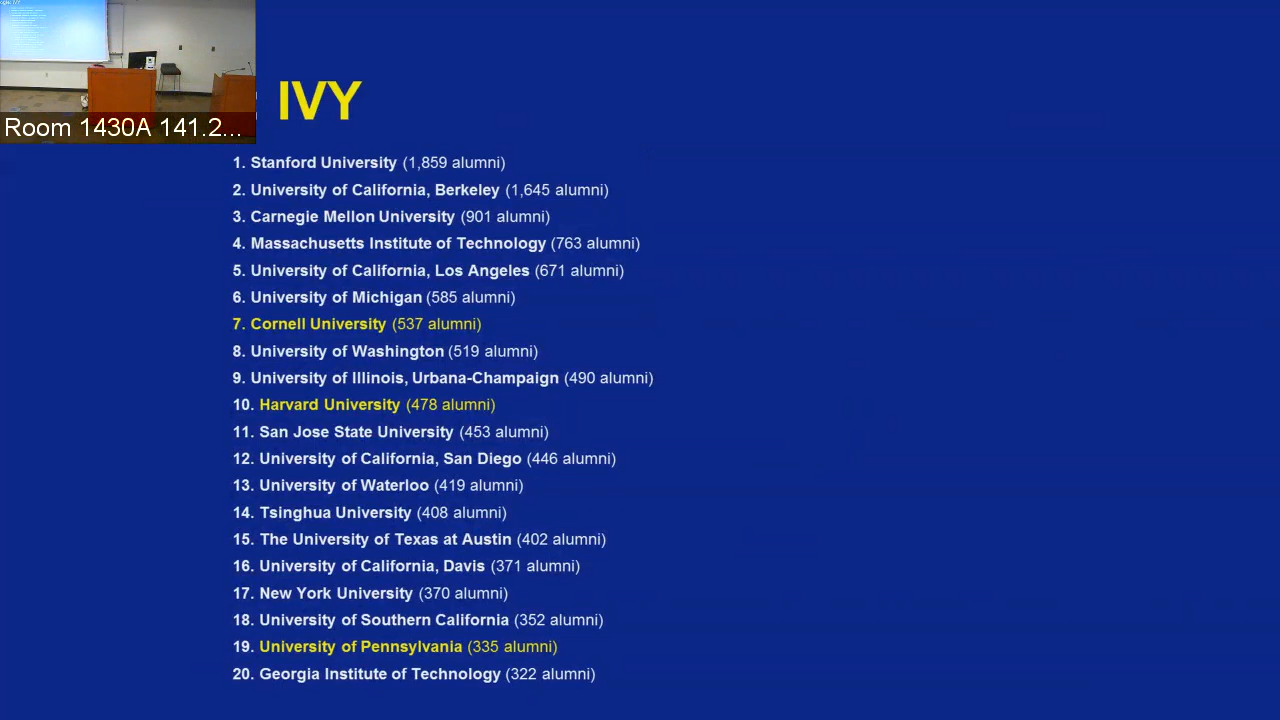 Room 1430A 141.2...
IVY
1. Stanford University (1,859 alumni)
2. University of California, Berkeley (1,645 alumni)
3. Carnegie Mellon University (901 alumni)
4. Massachusetts Institute of Technology (763 alumni)
5. University of California, Los Angeles (671 alumni)
6. University of Michigan (585 alumni)
7. Cornell University (537 alumni)
8. University of Washington (519 alumni)
9. University of Illinois, Urbana-Champaign (490 alumni)
10. Harvard University (478 alumni)
11. San Jose State University (453 alumni)
12. University of California, San Diego (446 alumni)
13. University of Waterloo (419 alumni)
14. Tsinghua University (408 alumni)
15. The University of Texas at Austin (402 alumni)
16. University of California, Davis (371 alumni)
17. New York University (370 alumni)
18. University of Southern California (352 alumni)
19. University of Pennsylvania (335 alumni)
20. Georgia Institute of Technology (322 alumni)